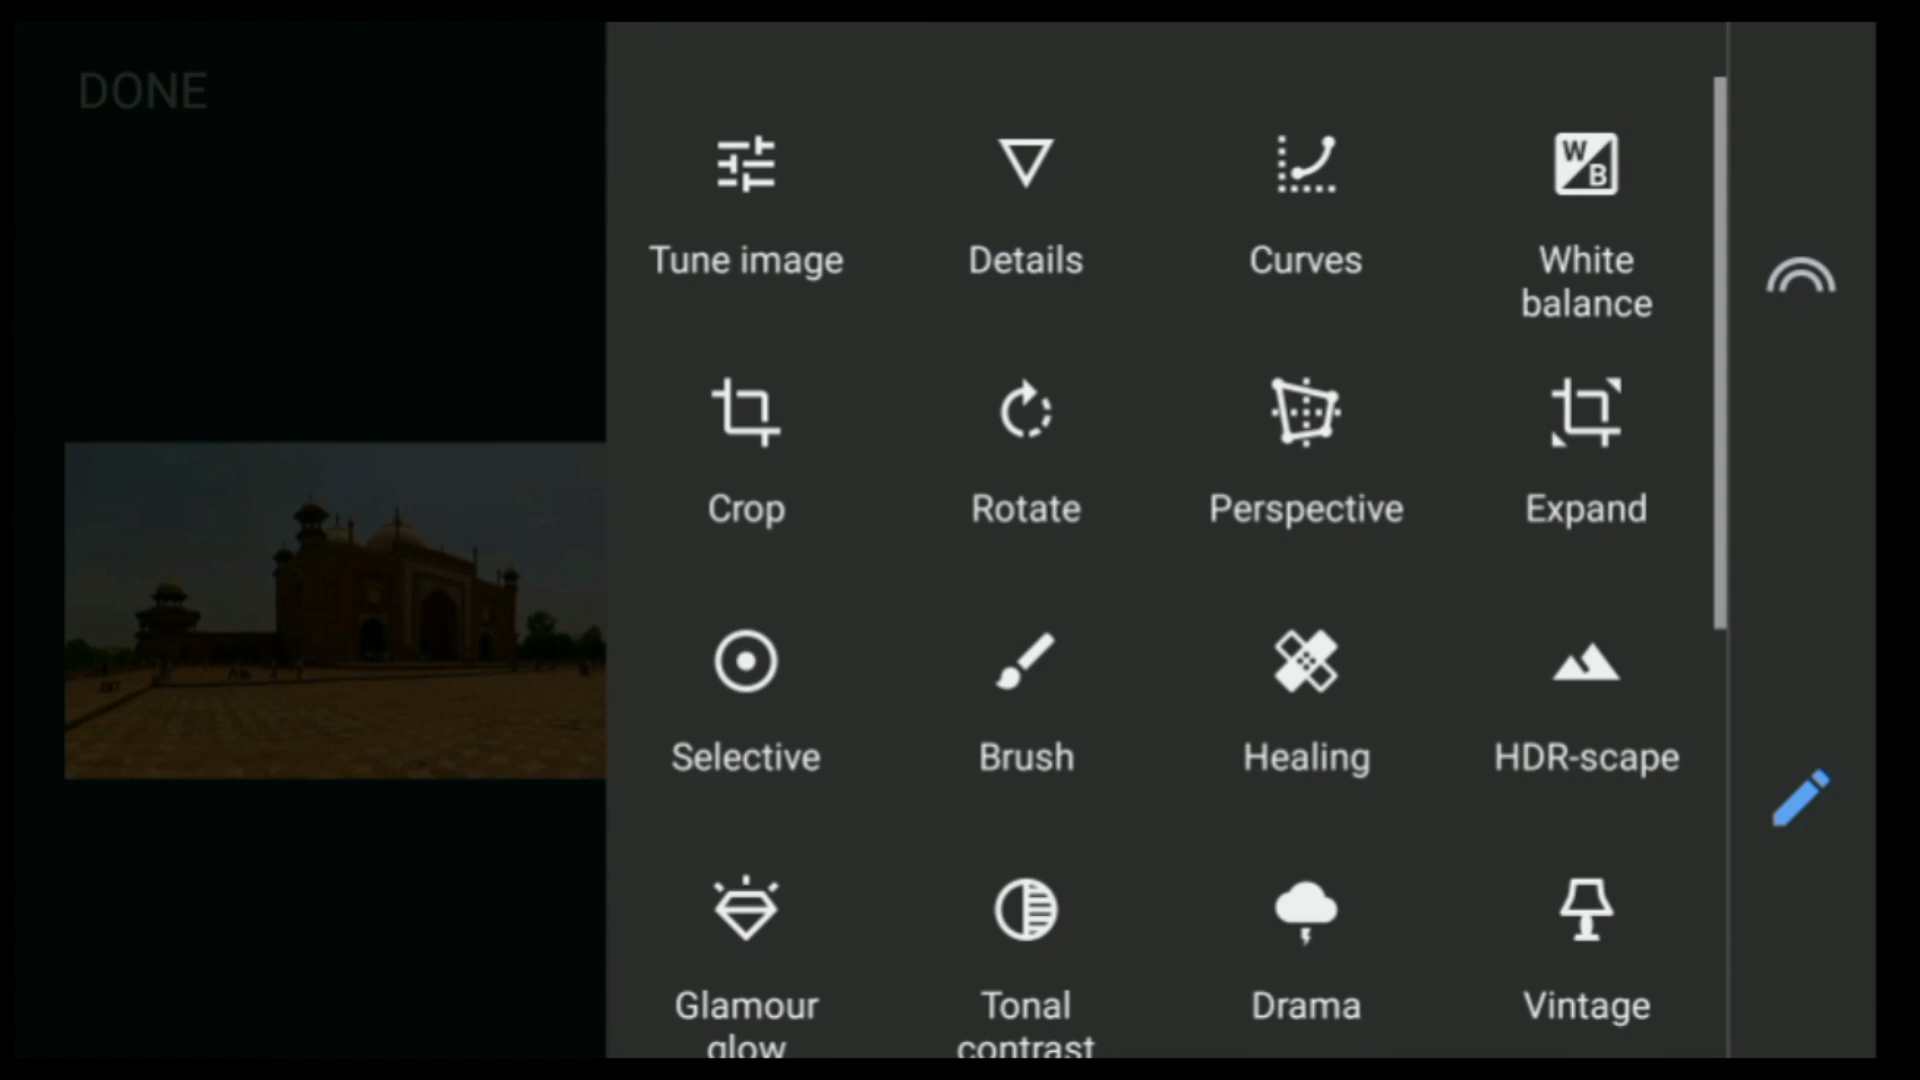 DONE
Tune image
Details
Curves
White
balance
Crop
Rotate
Perspective
Expand
Selective
Brush
Healing
HDR-scape
Glamour
glow
Tonal
contrast
Drama
Vintage